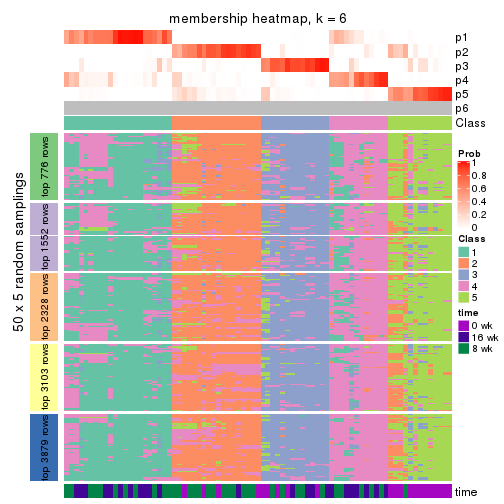 membership heatmap, k = 6
p1
p2
p3
p4
p5
p6
Class
50 x 5 random samplings
top 776 rows
top 1552 rows
top 2328 rows
top 3103 rows
top 3879 rows
time
Prob
1
0.8
0.6
0.4
0.2
0
Class
1
2
3
4
5
time
0 wk
16 wk
8 wk